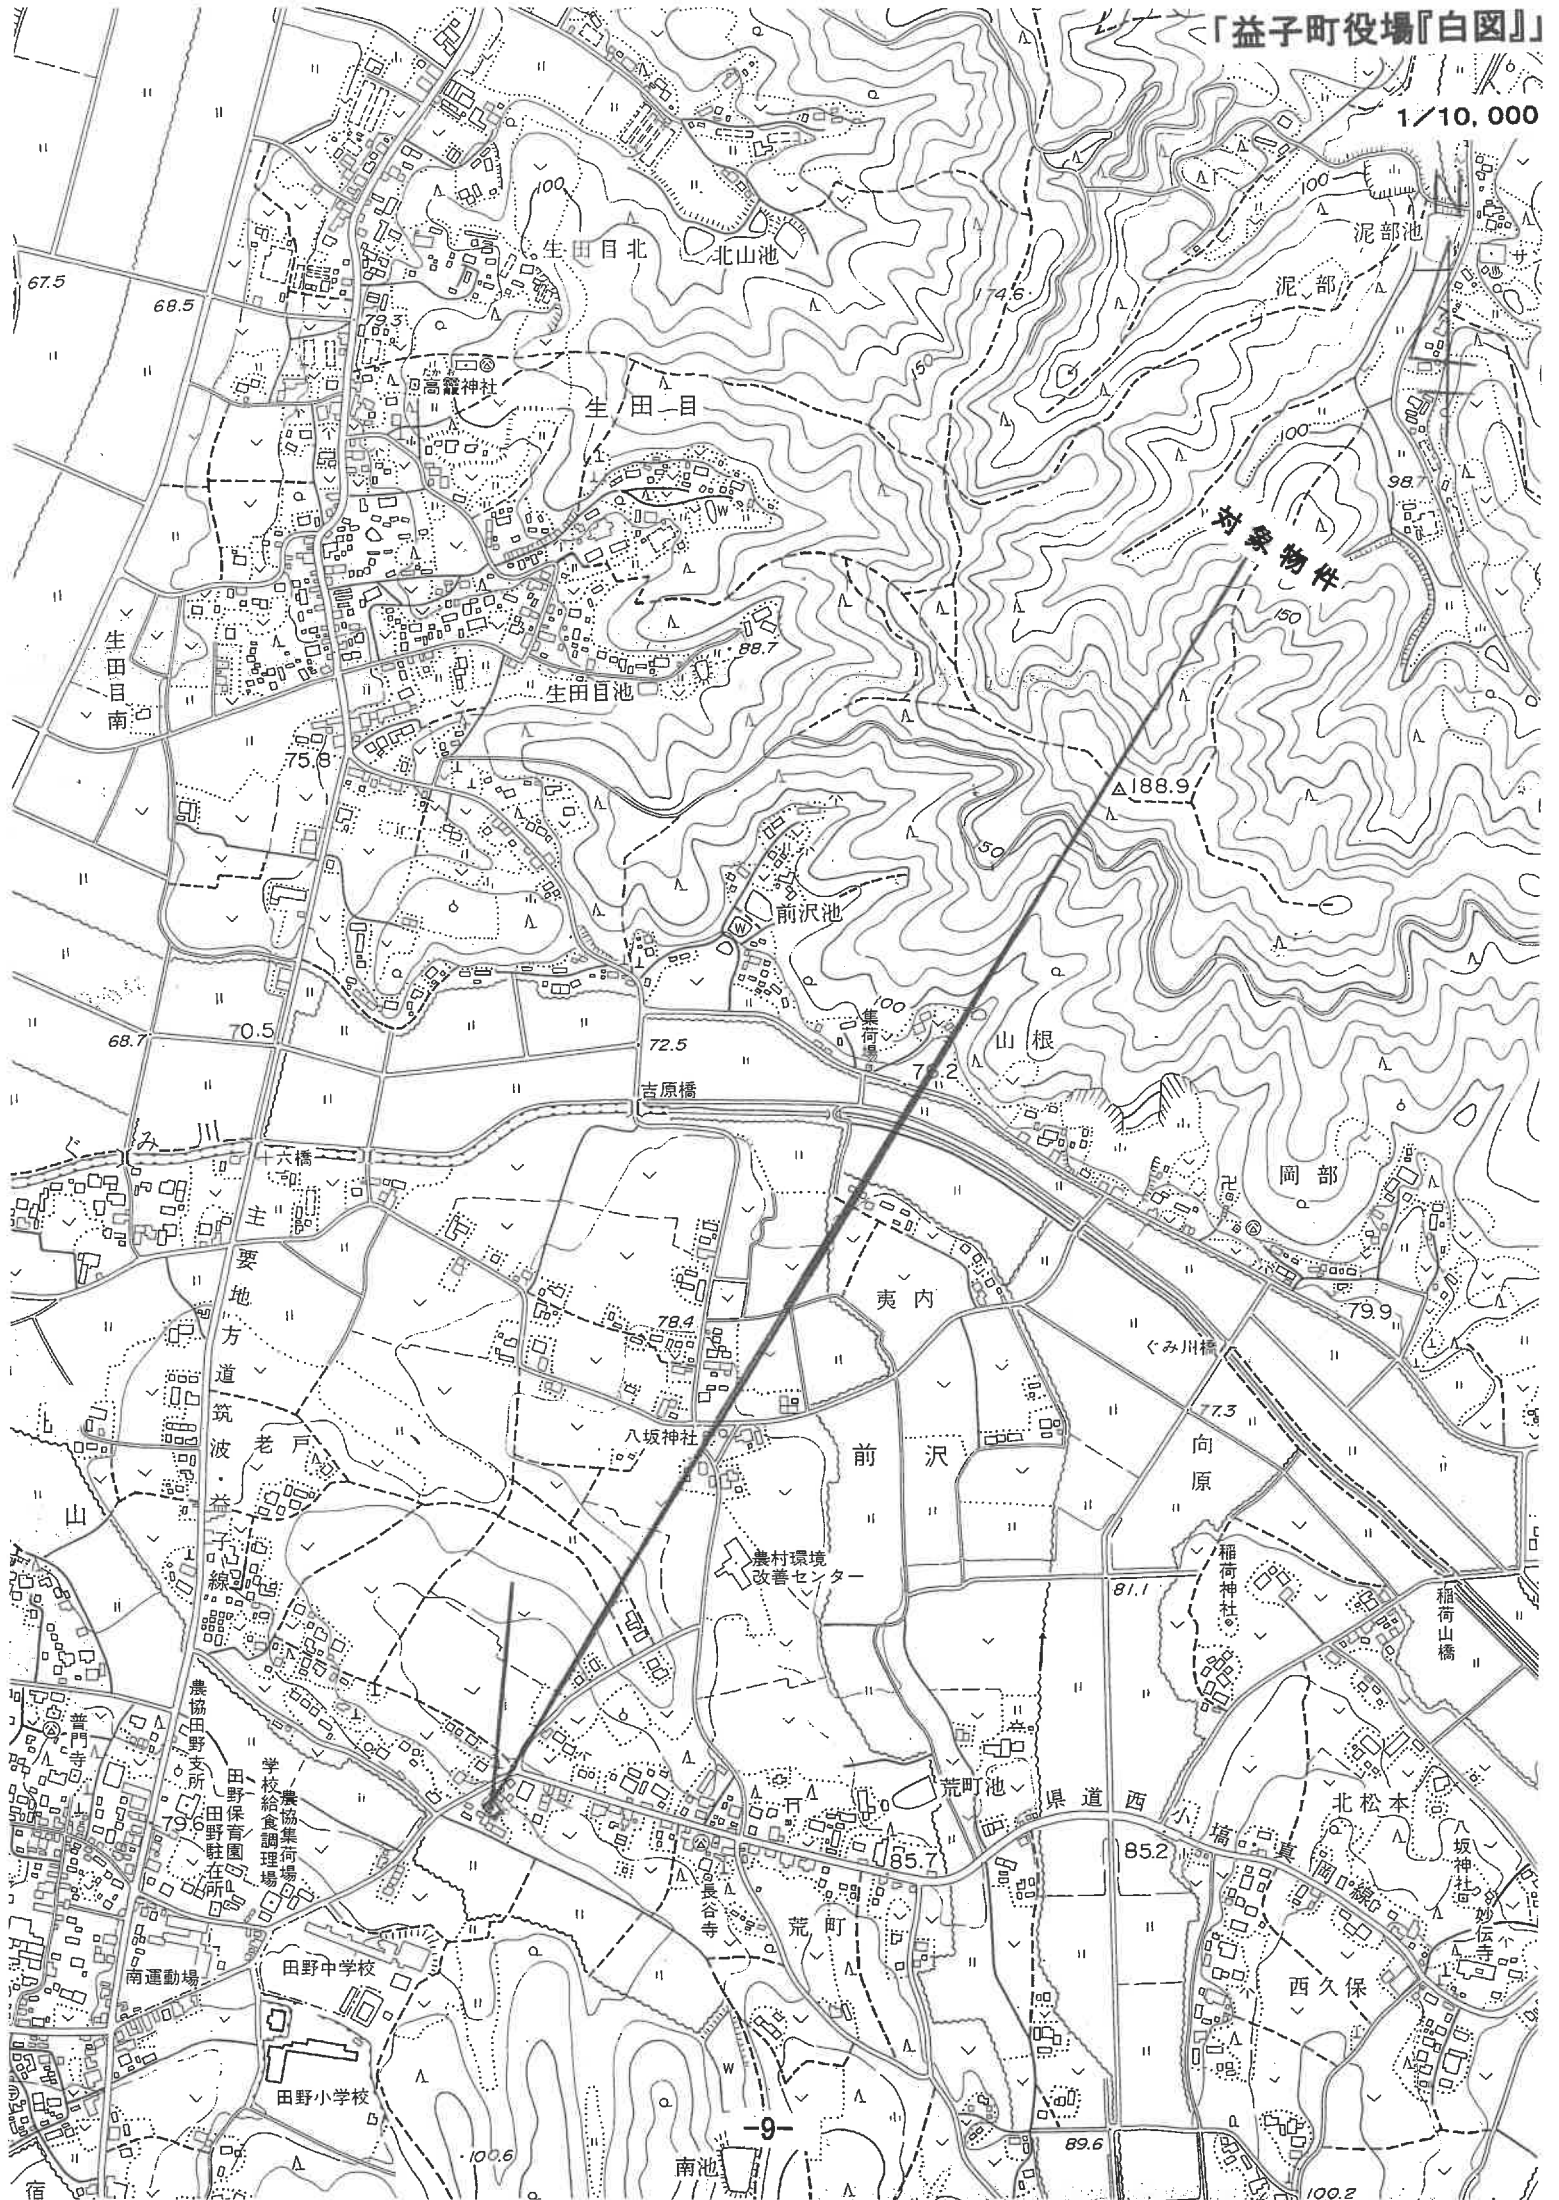 「益子町役場『白図』」
1/10,000
100
生田目北
北山池
泥部池
100
泥部
サ
67.5
68.5
79.3
174.6
150
たかお
高龗神社
生田目
100
98.7
W
対象物件
150
生田目南
88.7
生田目池
75.8
188.9
150
前沢池
W
100
集荷場
山根
68.7
70.5
72.5
吉原橋
ぐみ川
十六橋
岡部
主要地方道筑波・益子線
夷内
78.4
79.9
ぐみ川橋
77.3
老戸
八坂神社
前沢
向原
山
農村環境
改善センター
81.1
稲荷神社
稲荷山橋
普門寺
農協田野支所
田野保育園
田野駐在所
学校給食調理場
農協集荷場
79.6
荒町池
県道西小塙真岡線
北松本
85.7
85.2
八坂神社
妙伝寺
長谷寺
荒町
南運動場
田野中学校
西久保
田野小学校
W
-9-
100.6
南池
89.6
宿
100.2